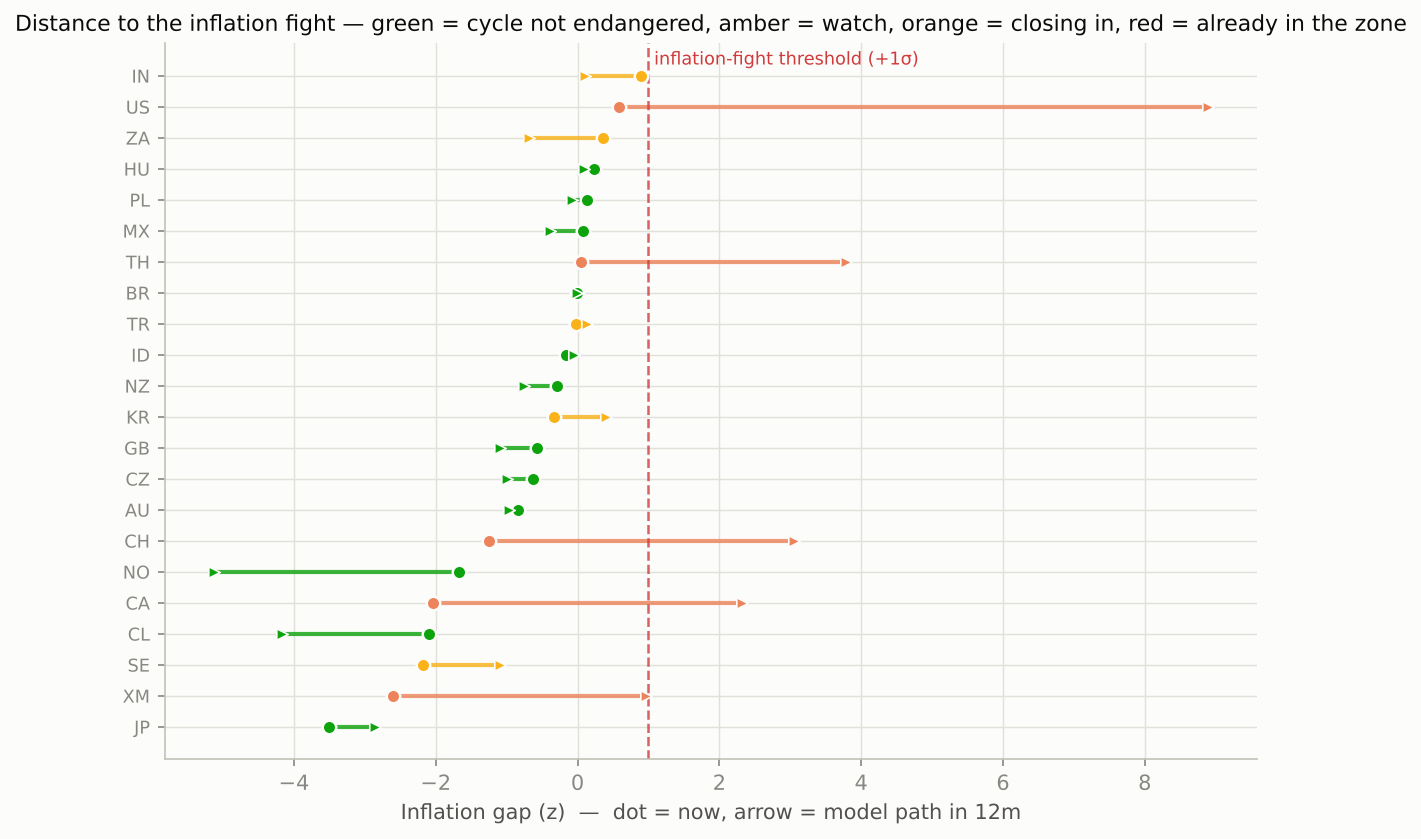 Distance to the inflation fight — green = cycle not endangered, amber = watch, orange = closing in, red = already in the zone
inflation-fight threshold (+1σ)
IN
US
ZA
HU
PL
MX
TH
BR
TR
ID
NZ
KR
GB
CZ
AU
CH
NO
CA
CL
SE
XM
JP
−4 −2 0 2 4 6 8
Inflation gap (z) — dot = now, arrow = model path in 12m